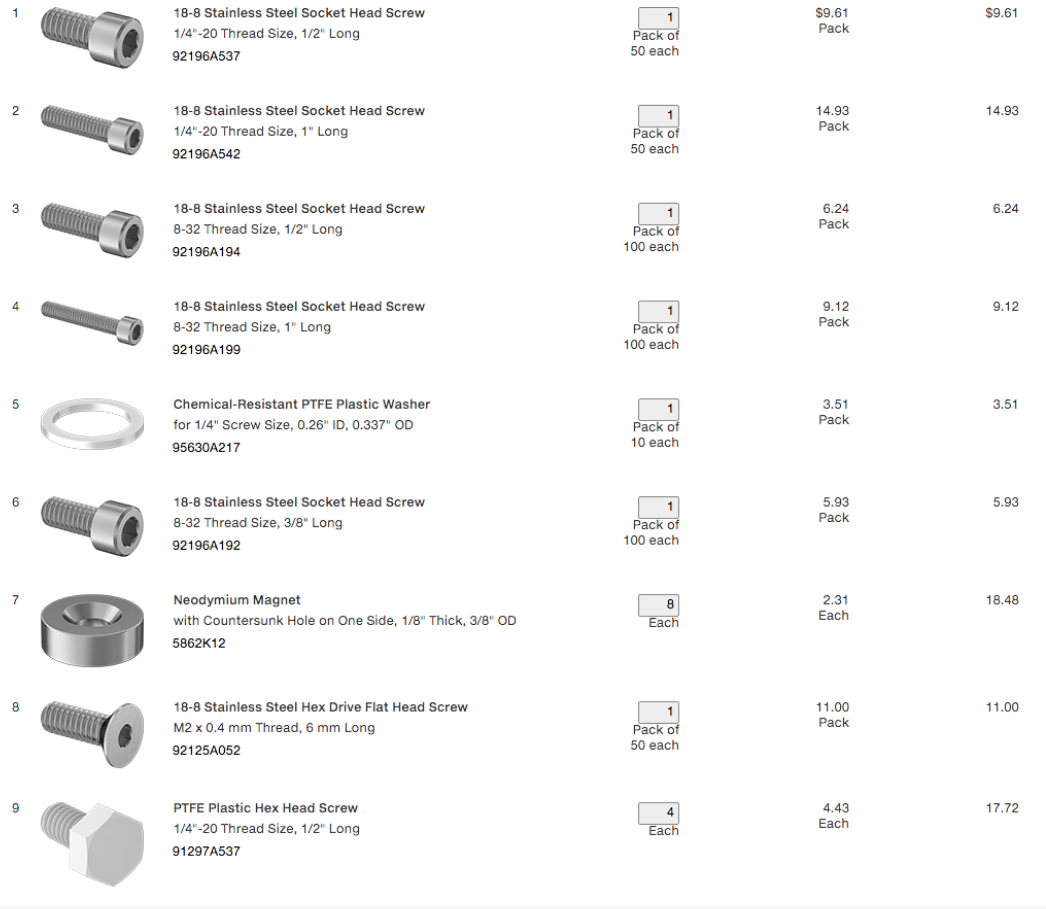 1 18-8 Stainless Steel Socket Head Screw 1 $9.61 $9.61
1/4"-20 Thread Size, 1/2" Long Pack of Pack
92196A537 50 each
2 18-8 Stainless Steel Socket Head Screw 1 14.93 14.93
1/4"-20 Thread Size, 1" Long Pack of Pack
92196A542 50 each
3 18-8 Stainless Steel Socket Head Screw 1 6.24 6.24
8-32 Thread Size, 1/2" Long Pack of Pack
92196A194 100 each
4 18-8 Stainless Steel Socket Head Screw 1 9.12 9.12
8-32 Thread Size, 1" Long Pack of Pack
92196A199 100 each
5 Chemical-Resistant PTFE Plastic Washer 1 3.51 3.51
for 1/4" Screw Size, 0.26" ID, 0.337" OD Pack of Pack
95630A217 10 each
6 18-8 Stainless Steel Socket Head Screw 1 5.93 5.93
8-32 Thread Size, 3/8" Long Pack of Pack
92196A192 100 each
7 Neodymium Magnet 8 2.31 18.48
with Countersunk Hole on One Side, 1/8" Thick, 3/8" OD Each Each
5862K12
8 18-8 Stainless Steel Hex Drive Flat Head Screw 1 11.00 11.00
M2 x 0.4 mm Thread, 6 mm Long Pack of Pack
92125A052 50 each
9 PTFE Plastic Hex Head Screw 4 4.43 17.72
1/4"-20 Thread Size, 1/2" Long Each Each
91297A537